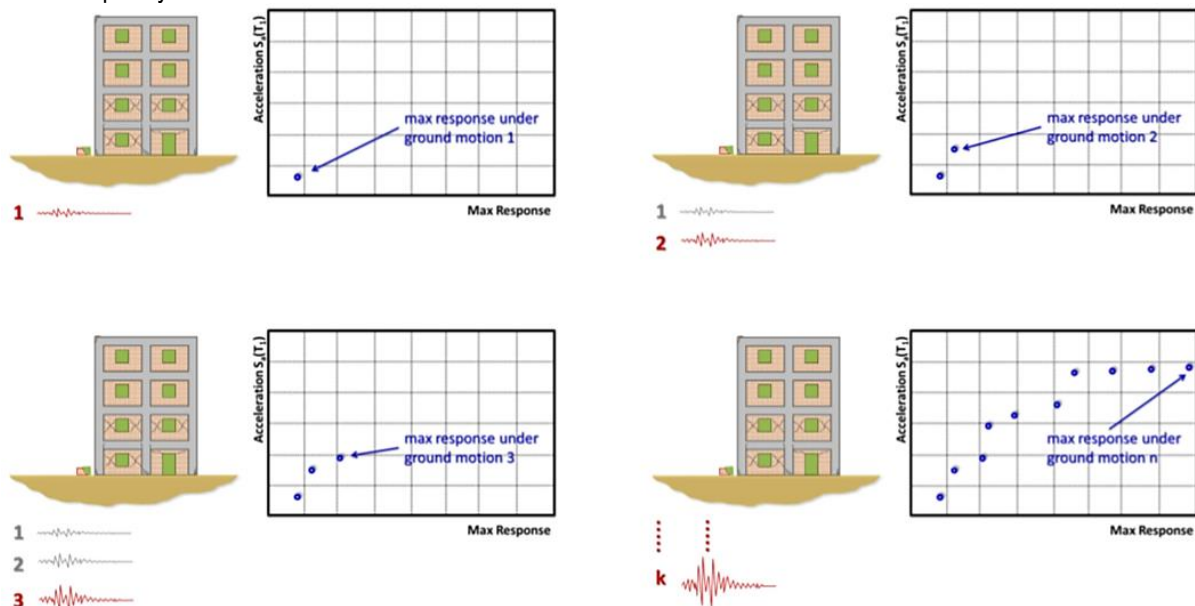 Acceleration Sa(T1)
max response under
ground motion 1
Max Response
1
Acceleration Sa(T1)
max response under
ground motion 2
Max Response
1
2
Acceleration Sa(T1)
max response under
ground motion 3
Max Response
1
2
3
Acceleration Sa(T1)
max response under
ground motion n
Max Response
k